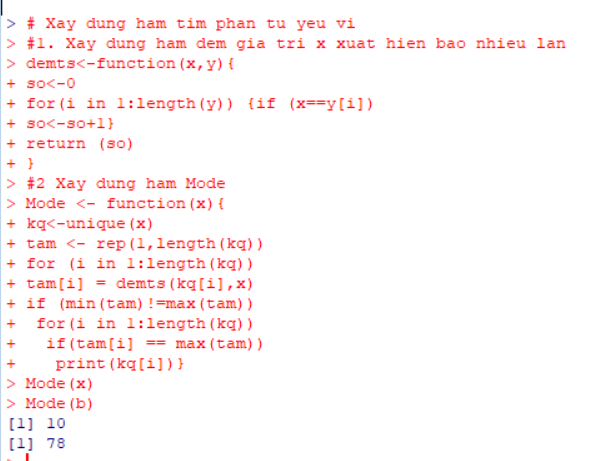 > # Xay dung ham tim phan tu yeu vi
> #1. Xay dung ham dem gia tri x xuat hien bao nhieu lan
> demts<-function(x,y){
+ so<-0
+ for(i in 1:length(y)) {if (x==y[i])
+ so<-so+1}
+ return (so)
+ }
> #2 Xay dung ham Mode
> Mode <- function(x){
+ kq<-unique(x)
+ tam <- rep(1,length(kq))
+ for (i in 1:length(kq))
+ tam[i] = demts(kq[i],x)
+ if (min(tam)!=max(tam))
+  for(i in 1:length(kq))
+   if(tam[i] == max(tam))
+    print(kq[i])}
> Mode(x)
> Mode(b)
[1] 10
[1] 78
>